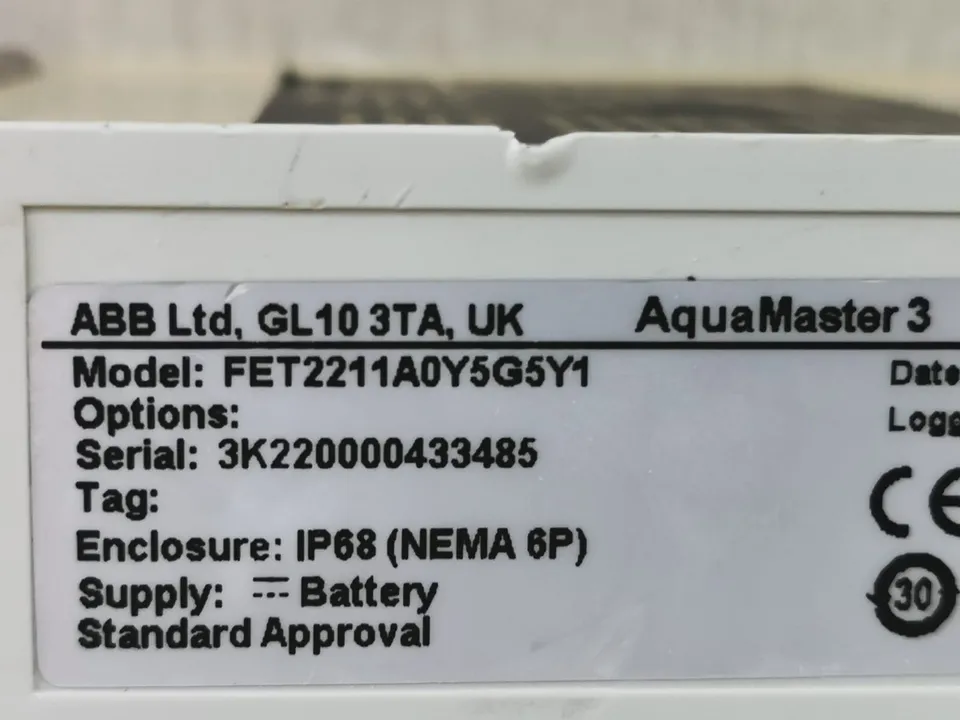 ABB Ltd, GL10 3TA, UK AquaMaster 3
Model: FET2211A0Y5G5Y1 Date
Options: Logg
Serial: 3K220000433485
Tag:
CE
Enclosure: IP68 (NEMA 6P)
Supply: Battery
30
Standard Approval